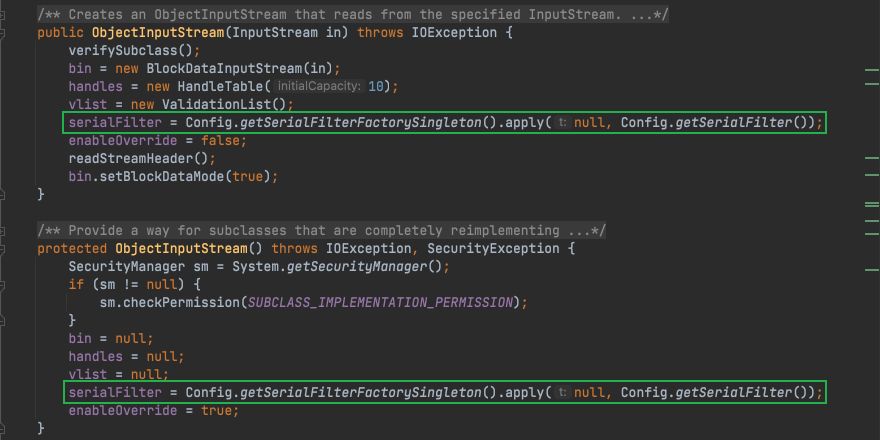 /** Creates an ObjectInputStream that reads from the specified InputStream. ...*/
public ObjectInputStream(InputStream in) throws IOException {
    verifySubclass();
    bin = new BlockDataInputStream(in);
    handles = new HandleTable( initialCapacity: 10);
    vlist = new ValidationList();
    serialFilter = Config.getSerialFilterFactorySingleton().apply( t: null, Config.getSerialFilter());
    enableOverride = false;
    readStreamHeader();
    bin.setBlockDataMode(true);
}
/** Provide a way for subclasses that are completely reimplementing ...*/
protected ObjectInputStream() throws IOException, SecurityException {
    SecurityManager sm = System.getSecurityManager();
    if (sm != null) {
        sm.checkPermission(SUBCLASS_IMPLEMENTATION_PERMISSION);
    }
    bin = null;
    handles = null;
    vlist = null;
    serialFilter = Config.getSerialFilterFactorySingleton().apply( t: null, Config.getSerialFilter());
    enableOverride = true;
}